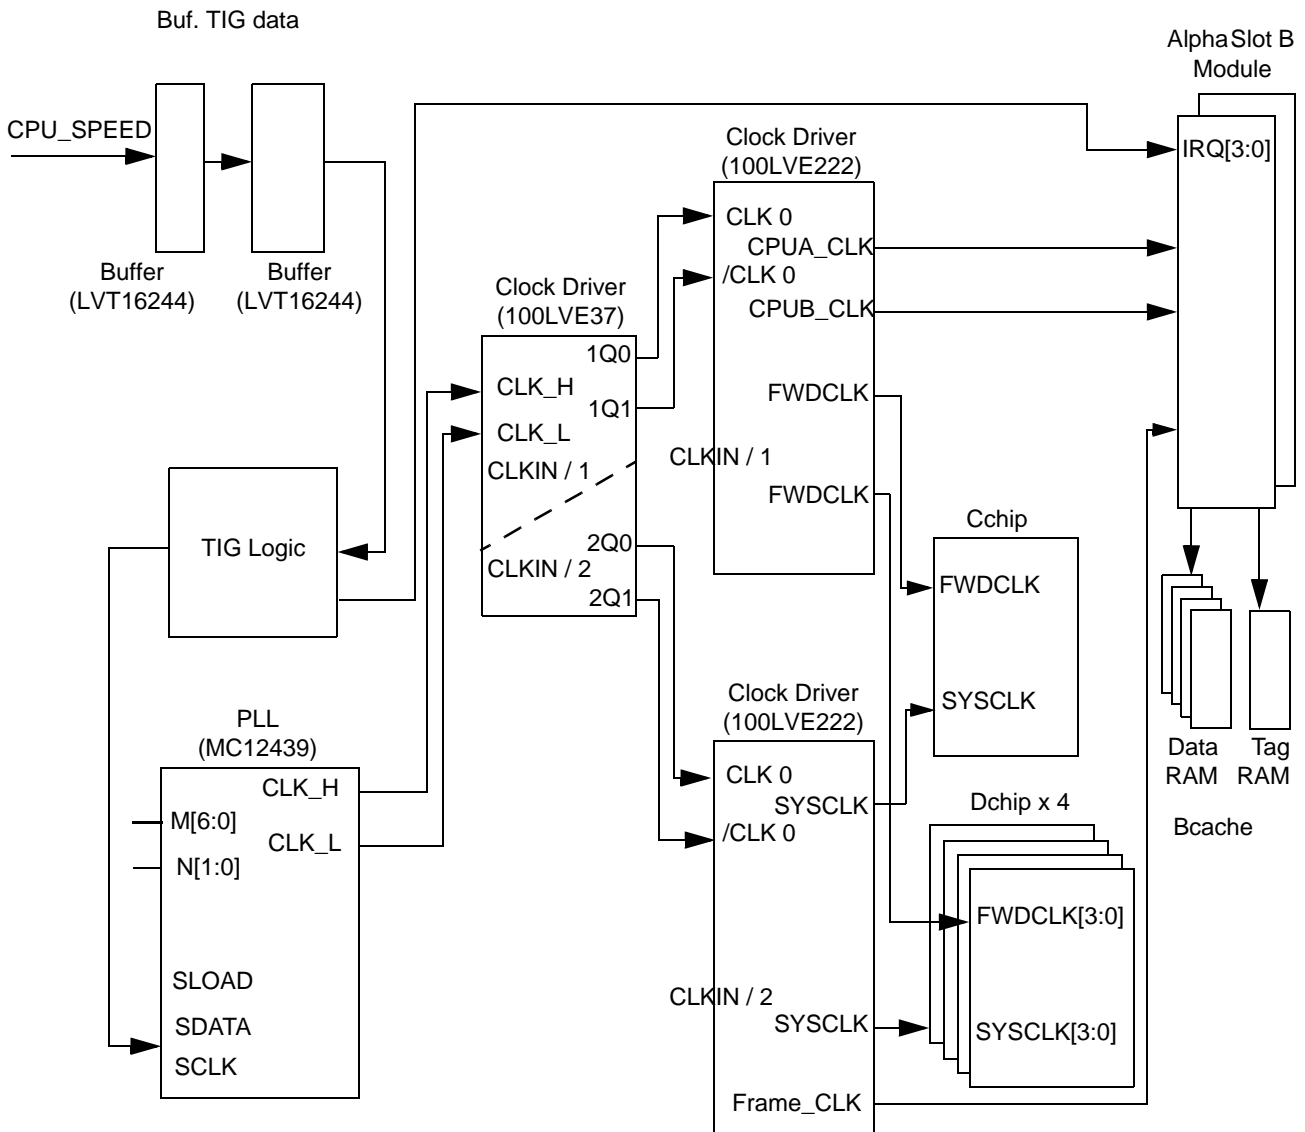 Buf. TIG data
AlphaSlot B
Module
CPU_SPEED
Buffer
(LVT16244)
Buffer
(LVT16244)
Clock Driver
(100LVE222)
IRQ[3:0]
CLK 0
CPUA_CLK
/CLK 0
CPUB_CLK
FWDCLK
CLKIN / 1
FWDCLK
Clock Driver
(100LVE37)
1Q0
CLK_H
1Q1
CLK_L
CLKIN / 1
2Q0
CLKIN / 2
2Q1
TIG Logic
Cchip
FWDCLK
SYSCLK
PLL
(MC12439)
CLK_H
M[6:0]
CLK_L
N[1:0]
SLOAD
SDATA
SCLK
Clock Driver
(100LVE222)
CLK 0
SYSCLK
/CLK 0
CLKIN / 2
SYSCLK
Frame_CLK
Dchip x 4
FWDCLK[3:0]
SYSCLK[3:0]
Data
RAM
Tag
RAM
Bcache